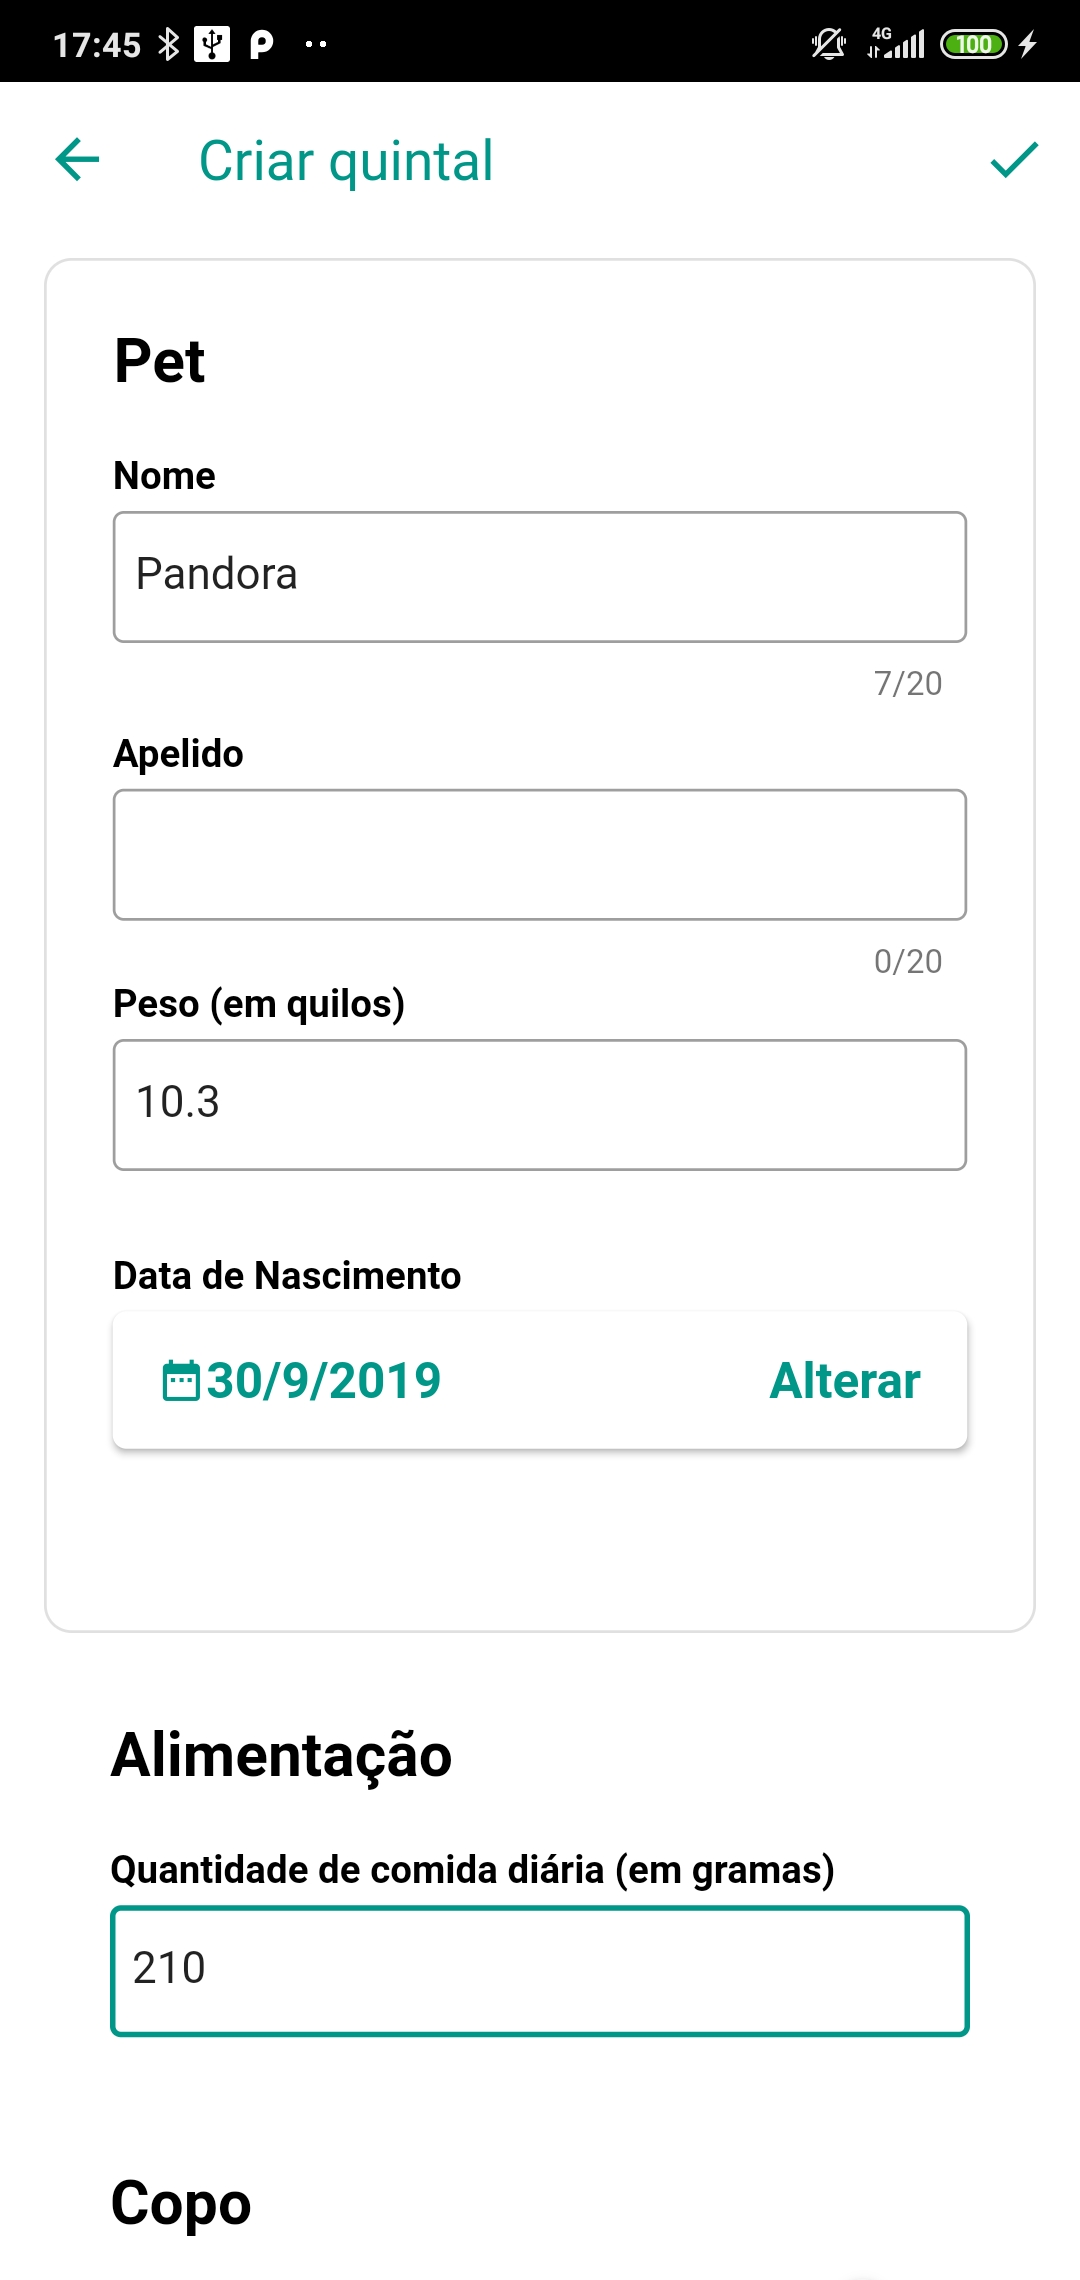 17:45 4G 100
Criar quintal
Pet
Nome
Pandora
7/20
Apelido
0/20
Peso (em quilos)
10.3
Data de Nascimento
30/9/2019 Alterar
Alimentação
Quantidade de comida diária (em gramas)
210
Copo